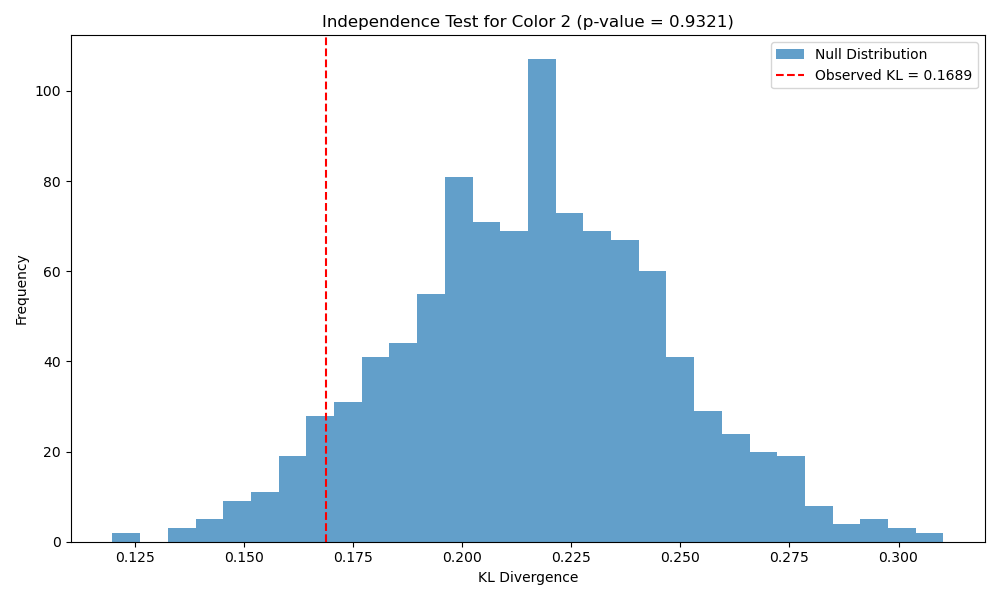 Independence Test for Color 2 (p-value = 0.9321)
Null Distribution
Observed KL = 0.1689
Frequency
100
80
60
40
20
0
0.125 0.150 0.175 0.200 0.225 0.250 0.275 0.300
KL Divergence